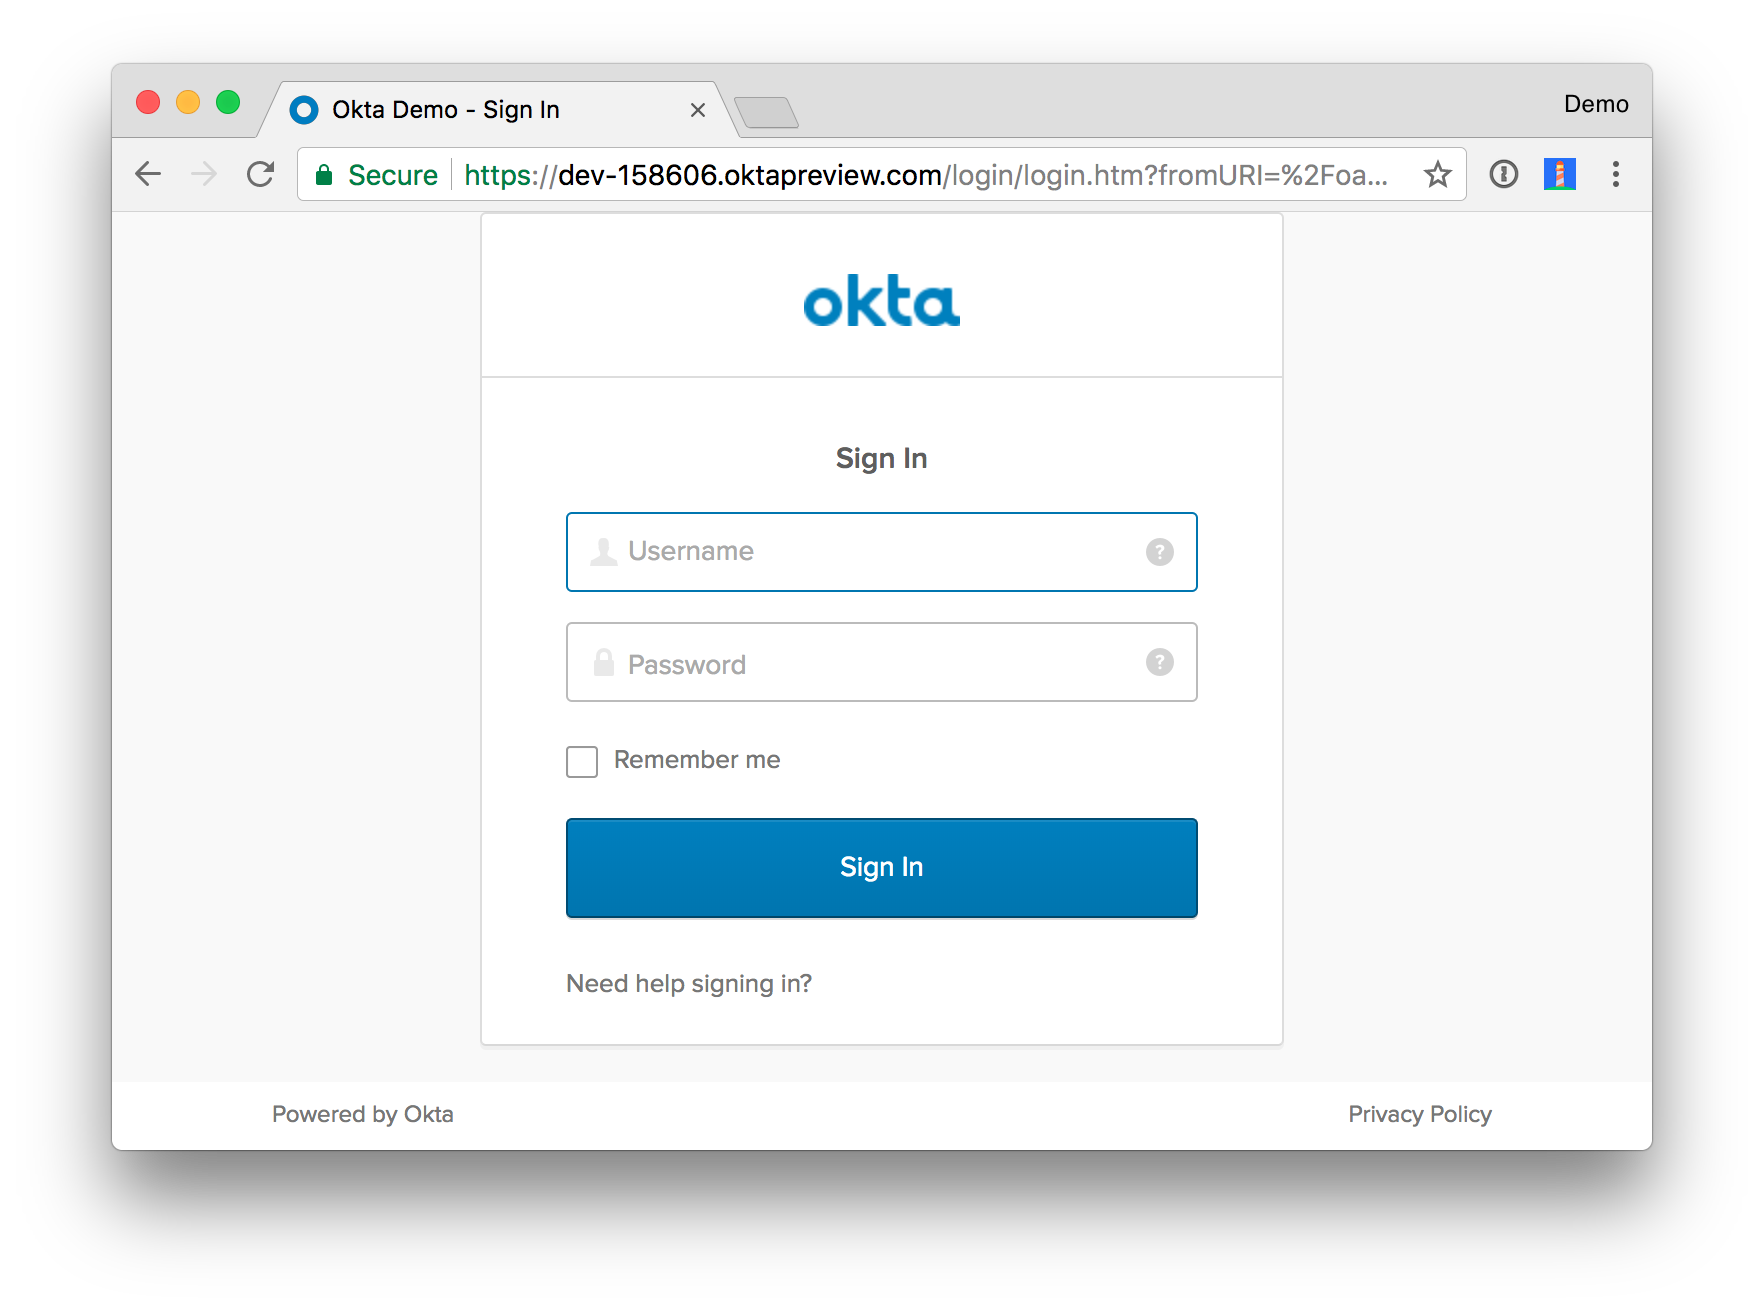 Okta Demo - Sign In
Demo
Secure https://dev-158606.oktapreview.com/login/login.htm?fromURI=%2Foa...
okta
Sign In
Username
Password
Remember me
Sign In
Need help signing in?
Powered by Okta
Privacy Policy